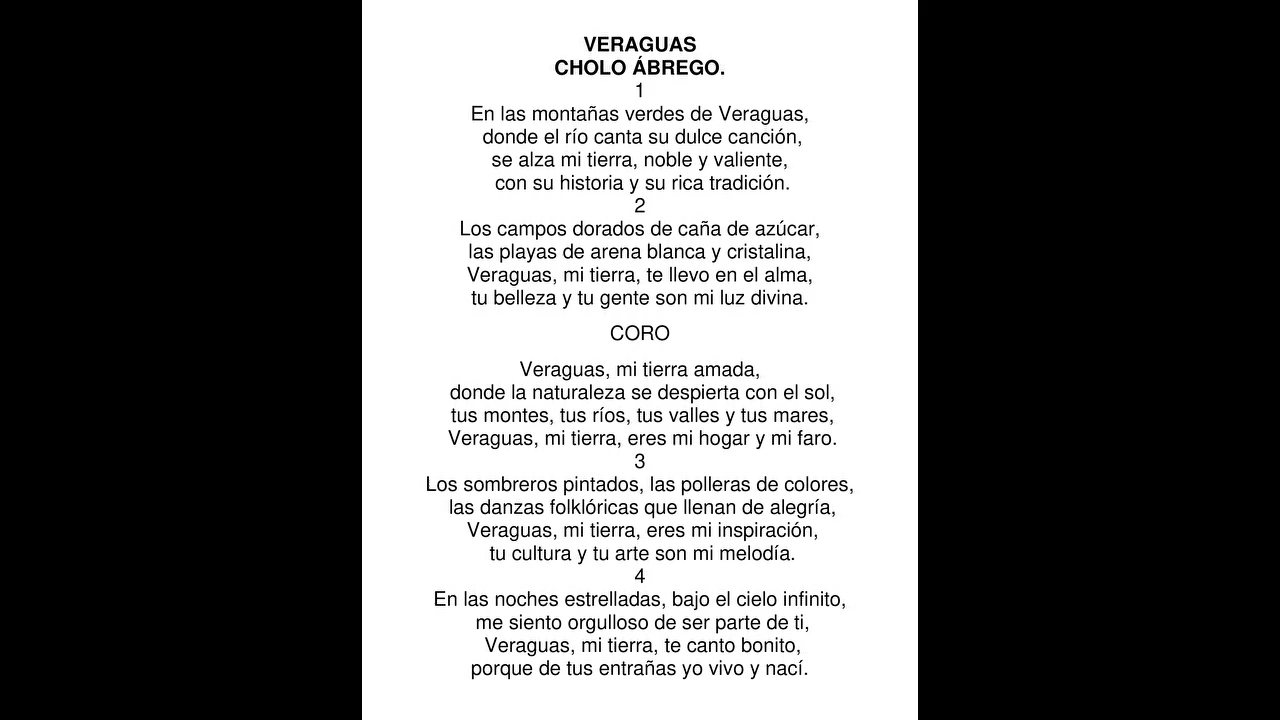 VERAGUAS
CHOLO ÁBREGO.
1
En las montañas verdes de Veraguas,
donde el río canta su dulce canción,
se alza mi tierra, noble y valiente,
con su historia y su rica tradición.
2
Los campos dorados de caña de azúcar,
las playas de arena blanca y cristalina,
Veraguas, mi tierra, te llevo en el alma,
tu belleza y tu gente son mi luz divina.
CORO
Veraguas, mi tierra amada,
donde la naturaleza se despierta con el sol,
tus montes, tus ríos, tus valles y tus mares,
Veraguas, mi tierra, eres mi hogar y mi faro.
3
Los sombreros pintados, las polleras de colores,
las danzas folklóricas que llenan de alegría,
Veraguas, mi tierra, eres mi inspiración,
tu cultura y tu arte son mi melodía.
4
En las noches estrelladas, bajo el cielo infinito,
me siento orgulloso de ser parte de ti,
Veraguas, mi tierra, te canto bonito,
porque de tus entrañas yo vivo y nací.